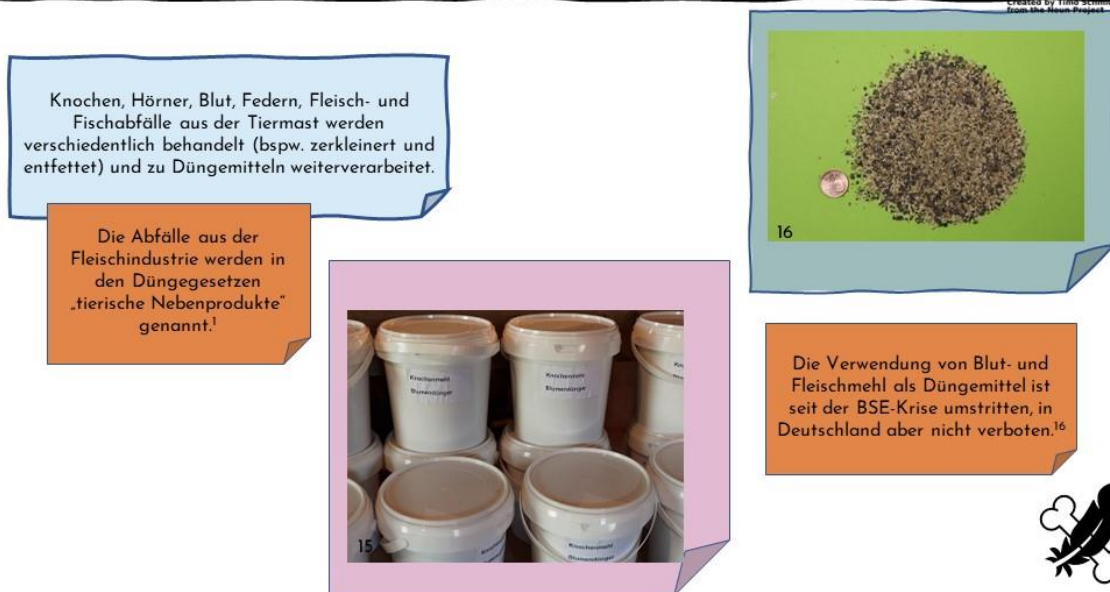 Created by Timo Schmi
from the Noun Project
Knochen, Hörner, Blut, Federn, Fleisch- und
Fischabfälle aus der Tiermast werden
verschiedentlich behandelt (bspw. zerkleinert und
entfettet) und zu Düngemitteln weiterverarbeitet.
16
Die Abfälle aus der
Fleischindustrie werden in
den Düngegesetzen
„tierische Nebenprodukte“
genannt.¹
Knochenmehl
Blumendünger
Knochenmehl
Blumendünger
15
Knochenmehl
Blumendünger
Die Verwendung von Blut- und
Fleischmehl als Düngemittel ist
seit der BSE-Krise umstritten, in
Deutschland aber nicht verboten.¹⁶